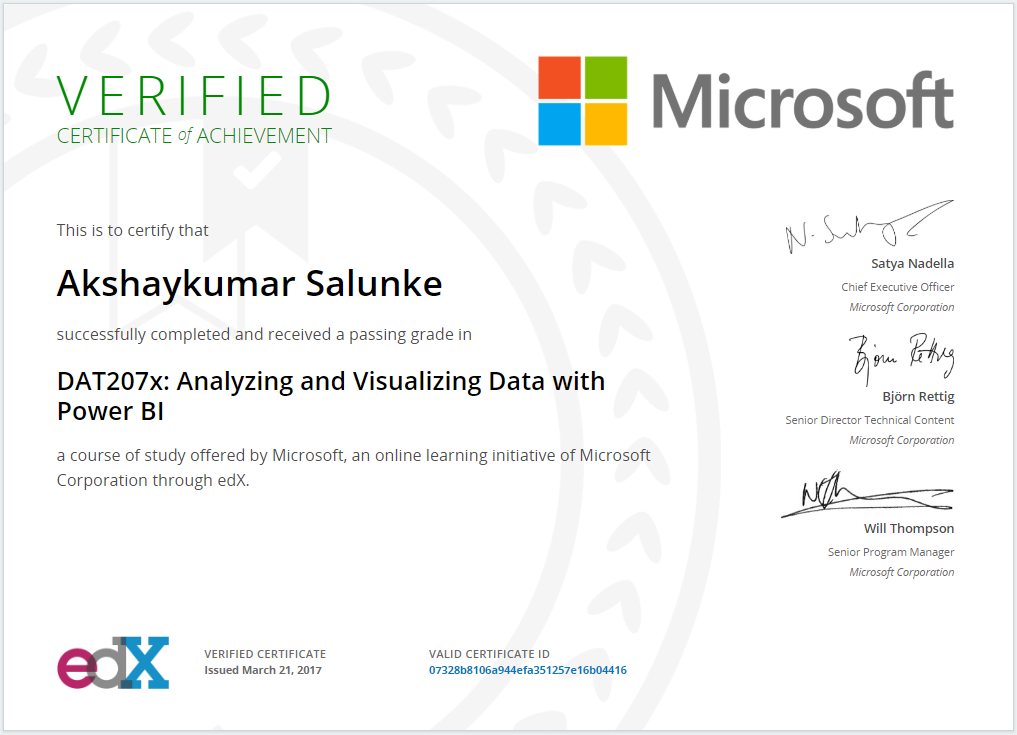 VERIFIED
CERTIFICATE of ACHIEVEMENT
Microsoft
This is to certify that
Akshaykumar Salunke
successfully completed and received a passing grade in
DAT207x: Analyzing and Visualizing Data with
Power BI
a course of study offered by Microsoft, an online learning initiative of Microsoft
Corporation through edX.
Satya Nadella
Chief Executive Officer
Microsoft Corporation
Björn Rettig
Björn Rettig
Senior Director Technical Content
Microsoft Corporation
Will Thompson
Senior Program Manager
Microsoft Corporation
edX
VERIFIED CERTIFICATE
Issued March 21, 2017
VALID CERTIFICATE ID
07328b8106a944efa351257e16b04416